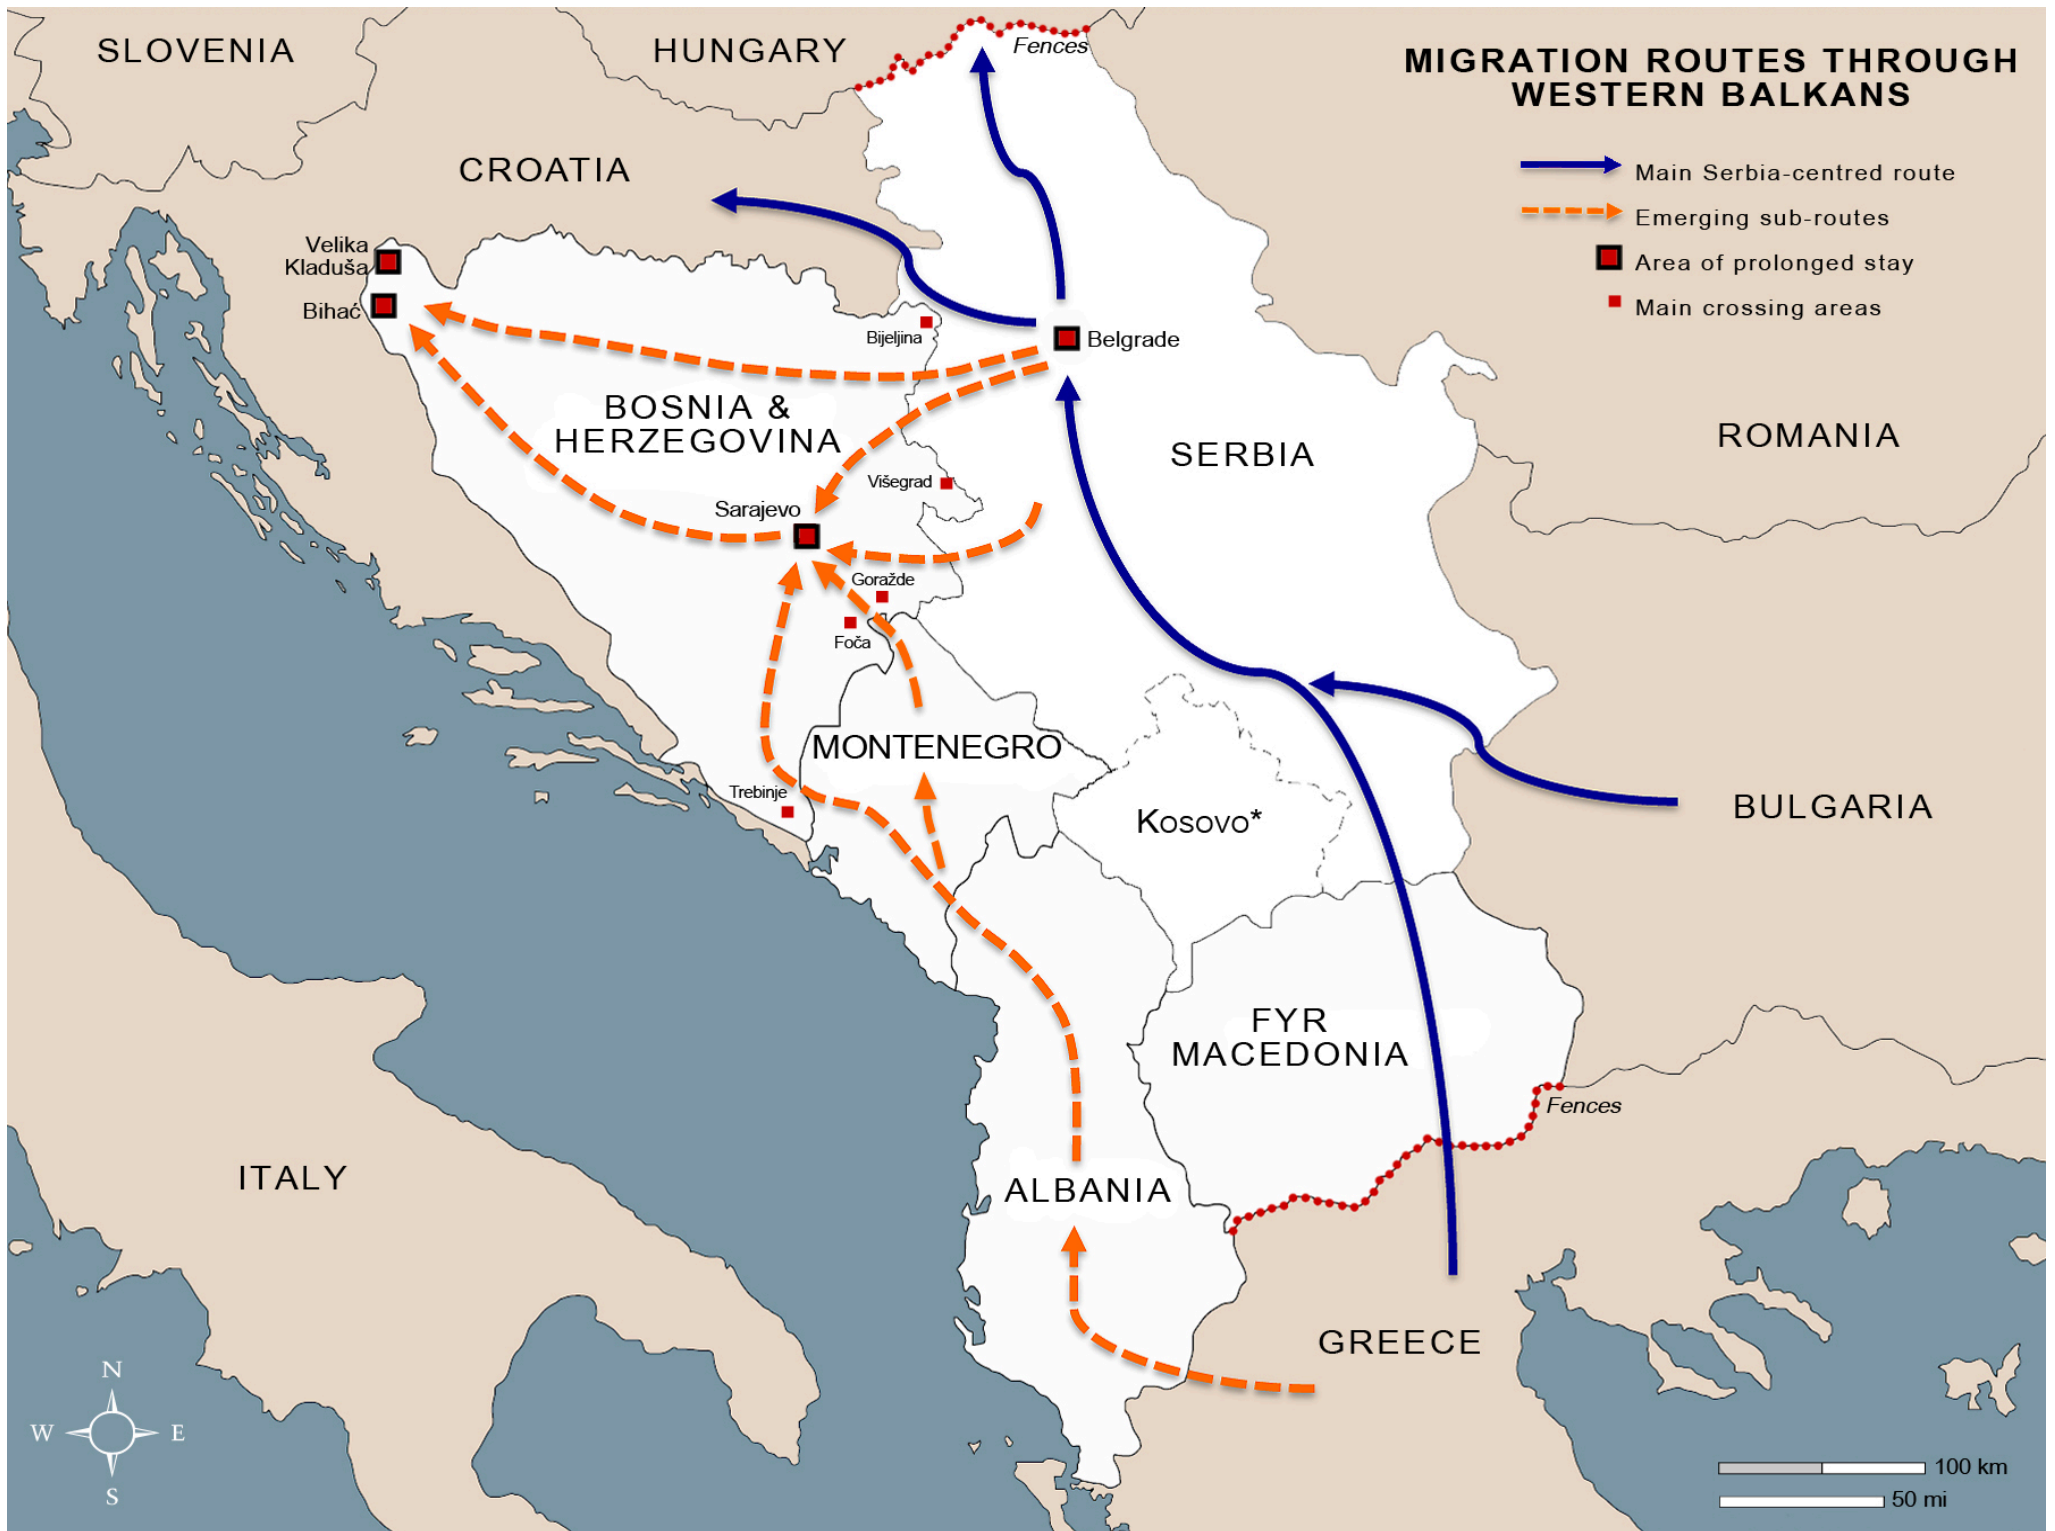 SLOVENIA
HUNGARY
Fences
MIGRATION ROUTES THROUGH
WESTERN BALKANS
CROATIA
Main Serbia-centred route
Emerging sub-routes
Area of prolonged stay
Main crossing areas
Velika
Kladuša
Bihać
Bijeljina
Belgrade
BOSNIA &
HERZEGOVINA
SERBIA
ROMANIA
Višegrad
Sarajevo
Goražde
Foča
MONTENEGRO
Trebinje
Kosovo*
BULGARIA
FYR
MACEDONIA
Fences
ITALY
ALBANIA
GREECE
N
W
E
S
100 km
50 mi